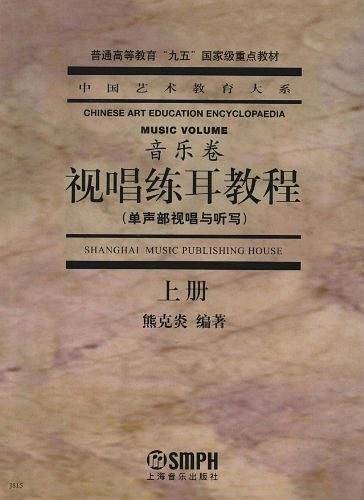 普通高等教育“九五”国家级重点教材
中国艺术教育大系
CHINESE ART EDUCATION ENCYCLOPAEDIA
MUSIC VOLUME
音乐卷
视唱练耳教程
(单声部视唱与听写)
SHANGHAI MUSIC PUBLISHING HOUSE
上册
熊克炎 编著
SMPH
上海音乐出版社
3815